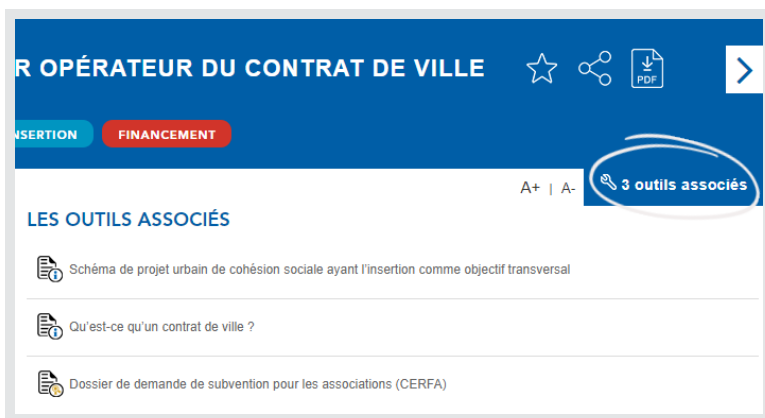 R OPÉRATEUR DU CONTRAT DE VILLE
PDF
NSERTION FINANCEMENT
A+ | A- 3 outils associés
LES OUTILS ASSOCIÉS
Schéma de projet urbain de cohésion sociale ayant l'insertion comme objectif transversal
Qu'est-ce qu'un contrat de ville ?
Dossier de demande de subvention pour les associations (CERFA)